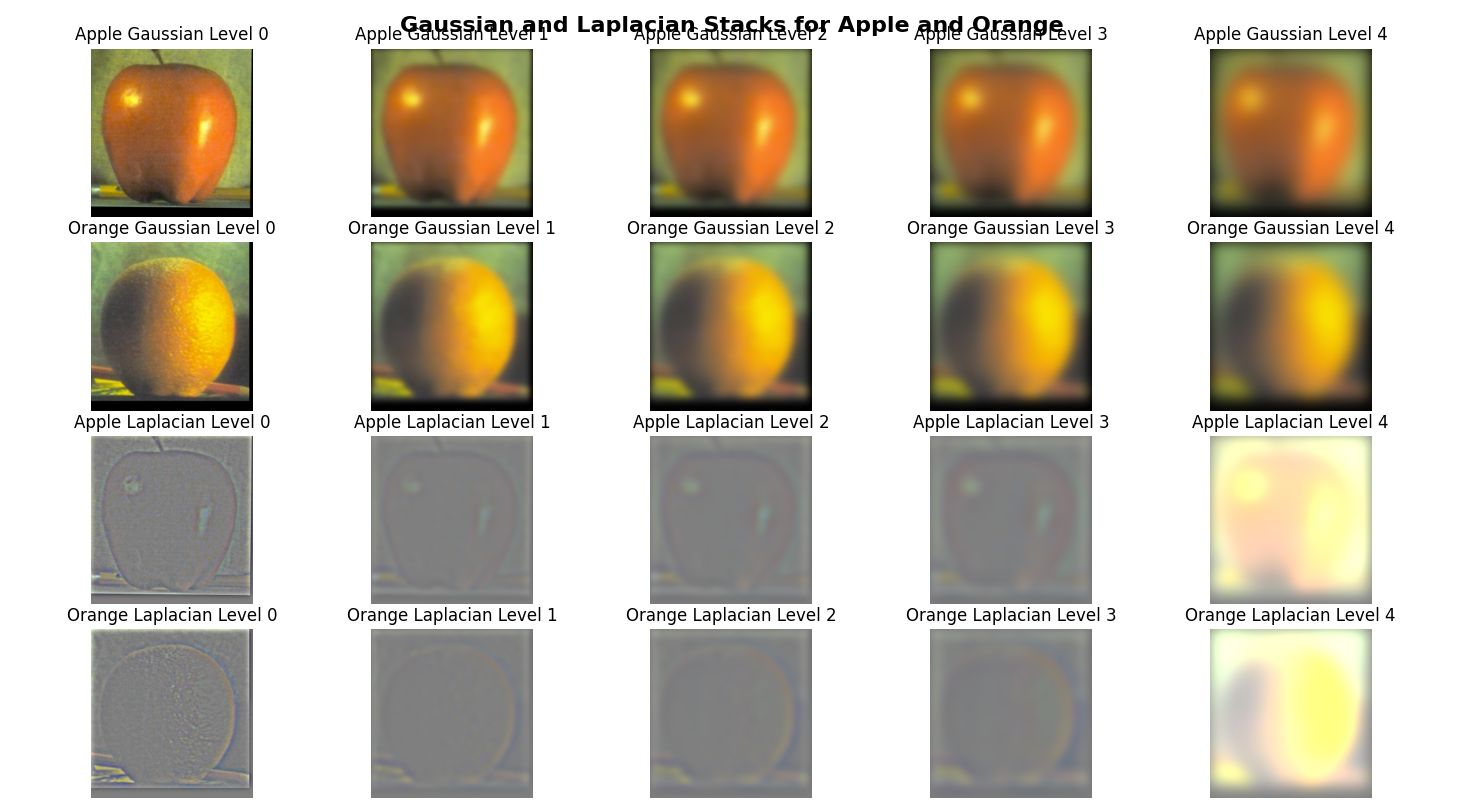 Gaussian and Laplacian Stacks for Apple and Orange
Apple Gaussian Level 0 Apple Gaussian Level 1 Apple Gaussian Level 2 Apple Gaussian Level 3 Apple Gaussian Level 4
Orange Gaussian Level 0 Orange Gaussian Level 1 Orange Gaussian Level 2 Orange Gaussian Level 3 Orange Gaussian Level 4
Apple Laplacian Level 0 Apple Laplacian Level 1 Apple Laplacian Level 2 Apple Laplacian Level 3 Apple Laplacian Level 4
Orange Laplacian Level 0 Orange Laplacian Level 1 Orange Laplacian Level 2 Orange Laplacian Level 3 Orange Laplacian Level 4